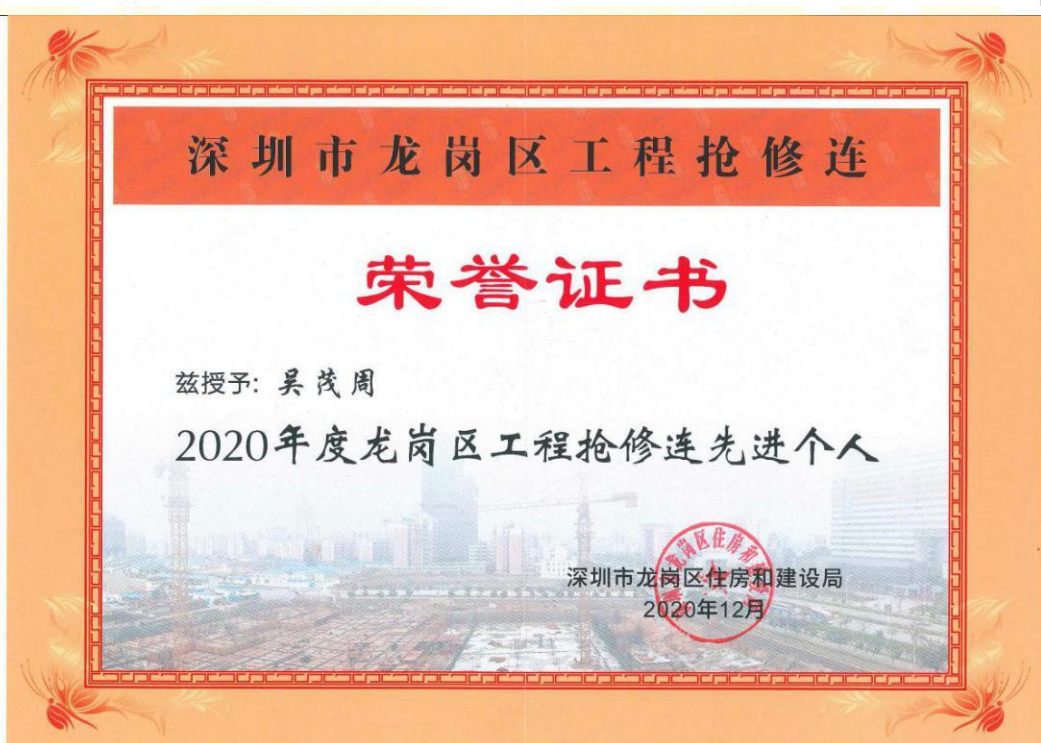 深圳市龙岗区工程抢修连
荣誉证书
兹授予: 吴茂周
2020年度龙岗区工程抢修连先进个人
深圳市龙岗区住房和建设局
2020年12月